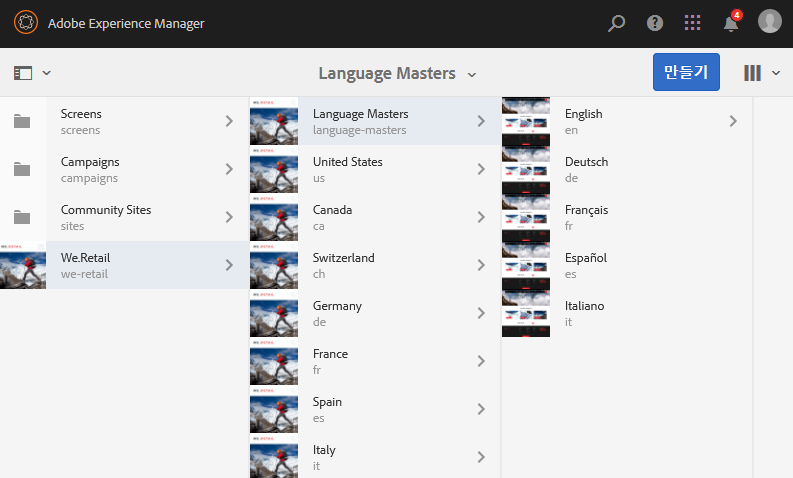 Adobe Experience Manager
4
Language Masters
만들기
Screens
screens
Campaigns
campaigns
Community Sites
sites
We.Retail
we-retail
Language Masters
language-masters
United States
us
Canada
ca
Switzerland
ch
Germany
de
France
fr
Spain
es
Italy
it
English
en
Deutsch
de
Français
fr
Español
es
Italiano
it